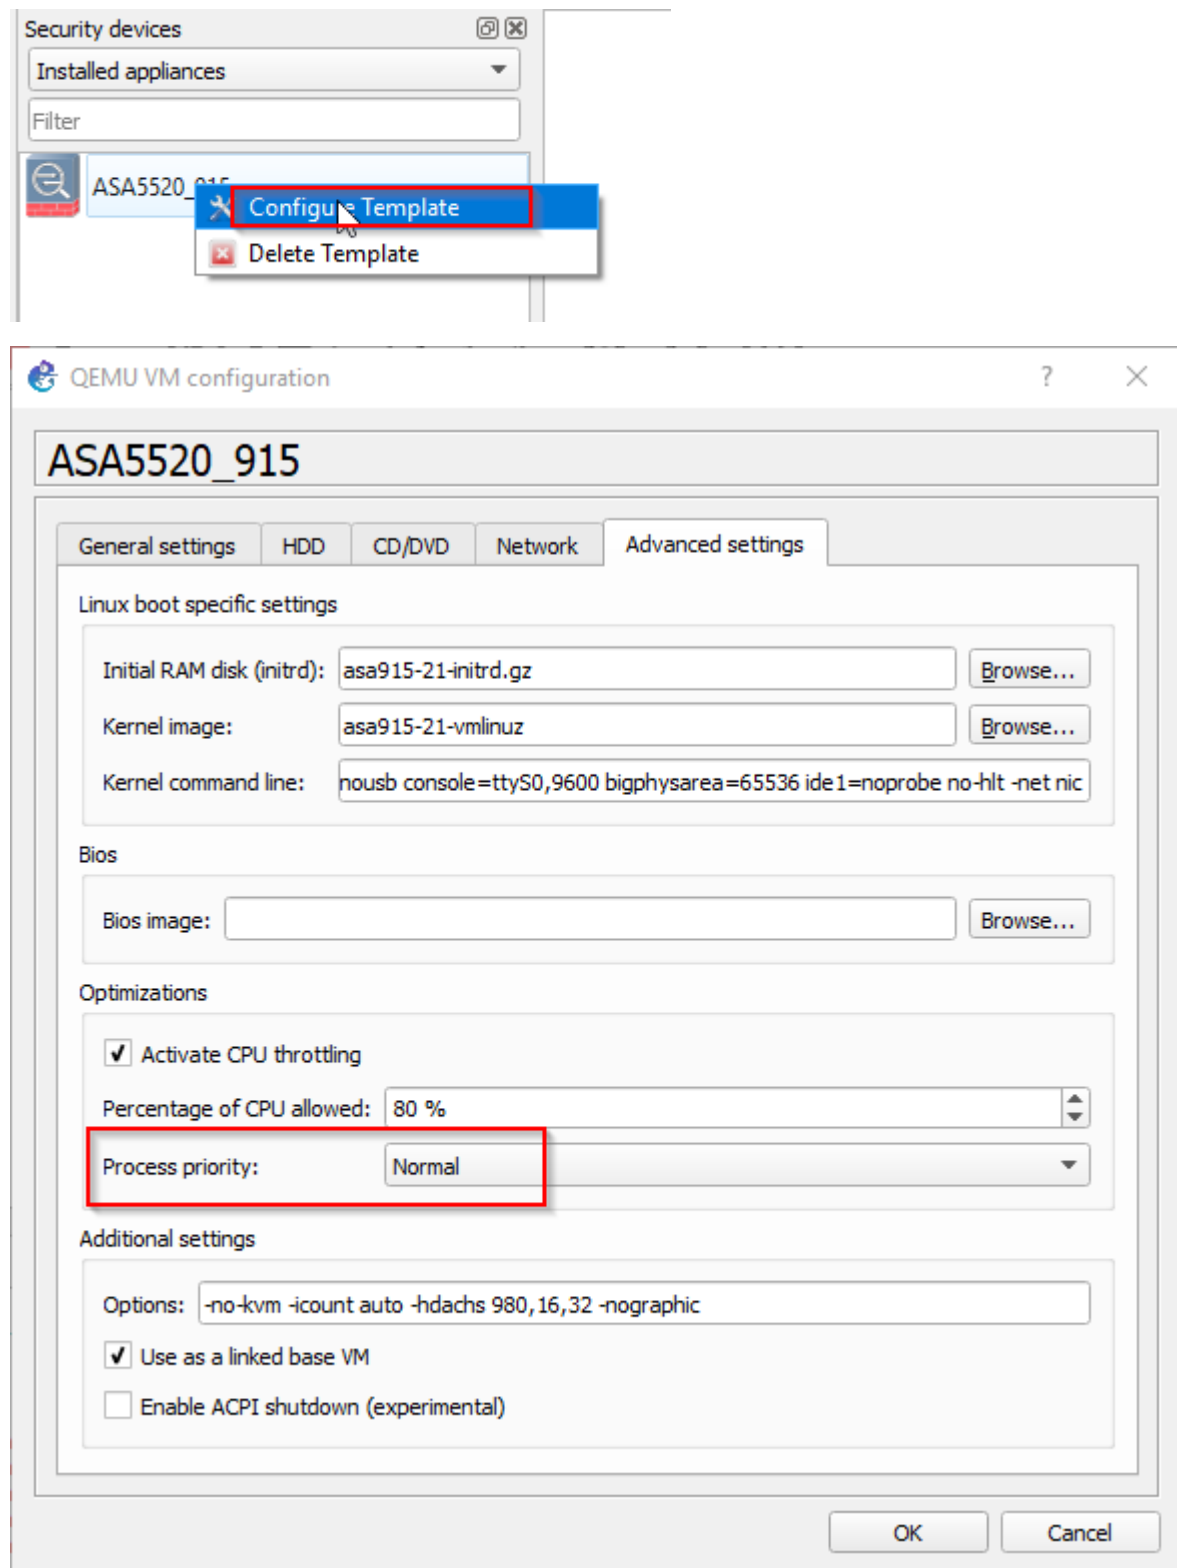 Security devices
Installed appliances
Filter
ASA5520_915
Configure Template
Delete Template
QEMU VM configuration
ASA5520_915
General settings HDD CD/DVD Network Advanced settings
Linux boot specific settings
Initial RAM disk (initrd): asa915-21-initrd.gz Browse...
Kernel image: asa915-21-vmlinuz Browse...
Kernel command line: nousb console=ttyS0,9600 bigphysarea=65536 ide1=noprobe no-hlt -net nic
Bios
Bios image: Browse...
Optimizations
Activate CPU throttling
Percentage of CPU allowed: 80 %
Process priority: Normal
Additional settings
Options: -no-kvm -icount auto -hdachs 980,16,32 -nographic
Use as a linked base VM
Enable ACPI shutdown (experimental)
OK Cancel